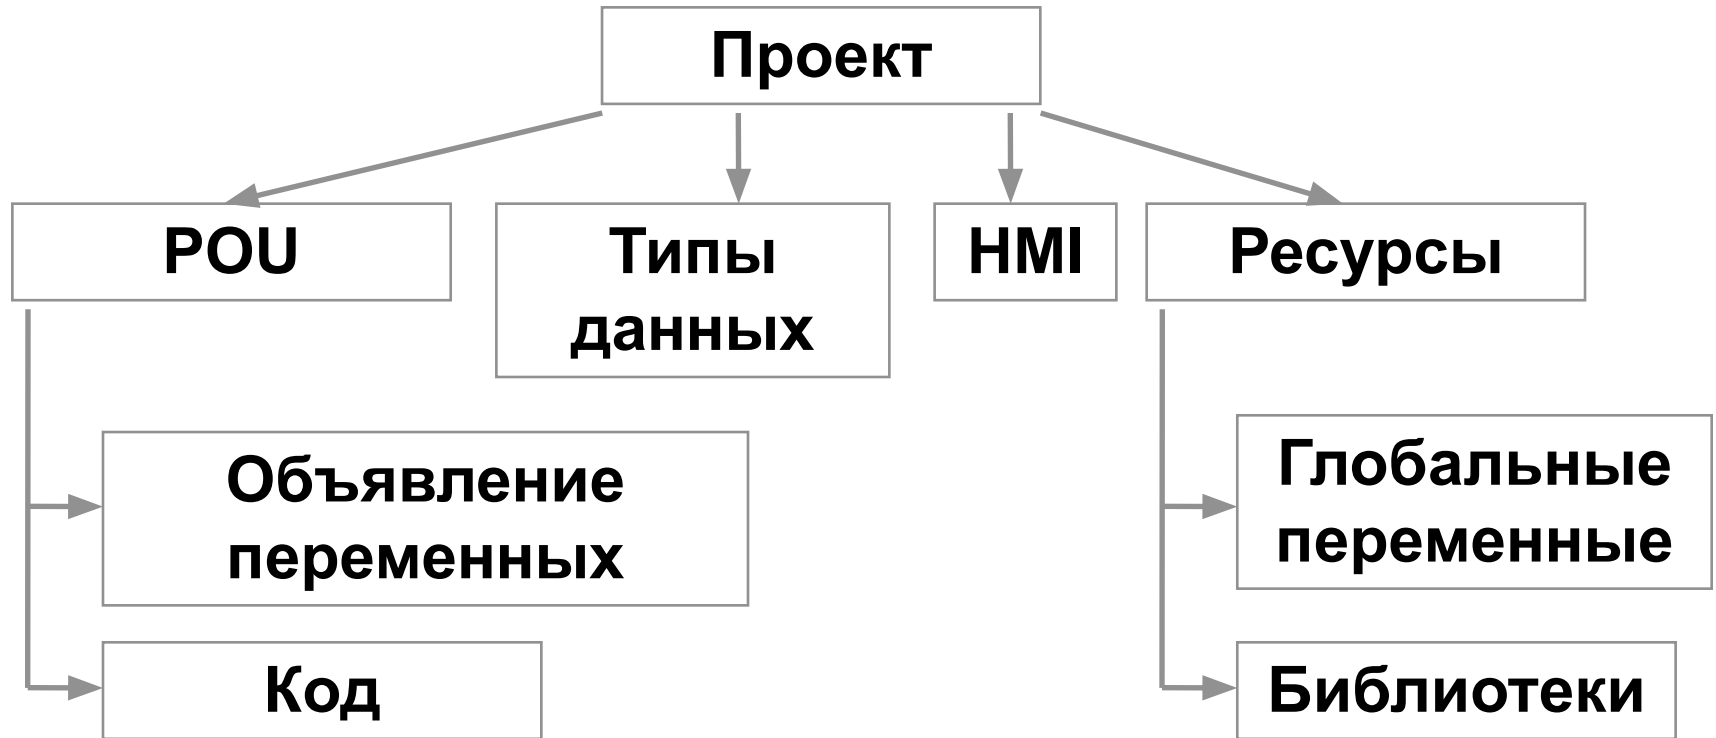 Проект
POU
Типы
данных
HMI
Ресурсы
Объявление
переменных
Глобальные
переменные
Код
Библиотеки